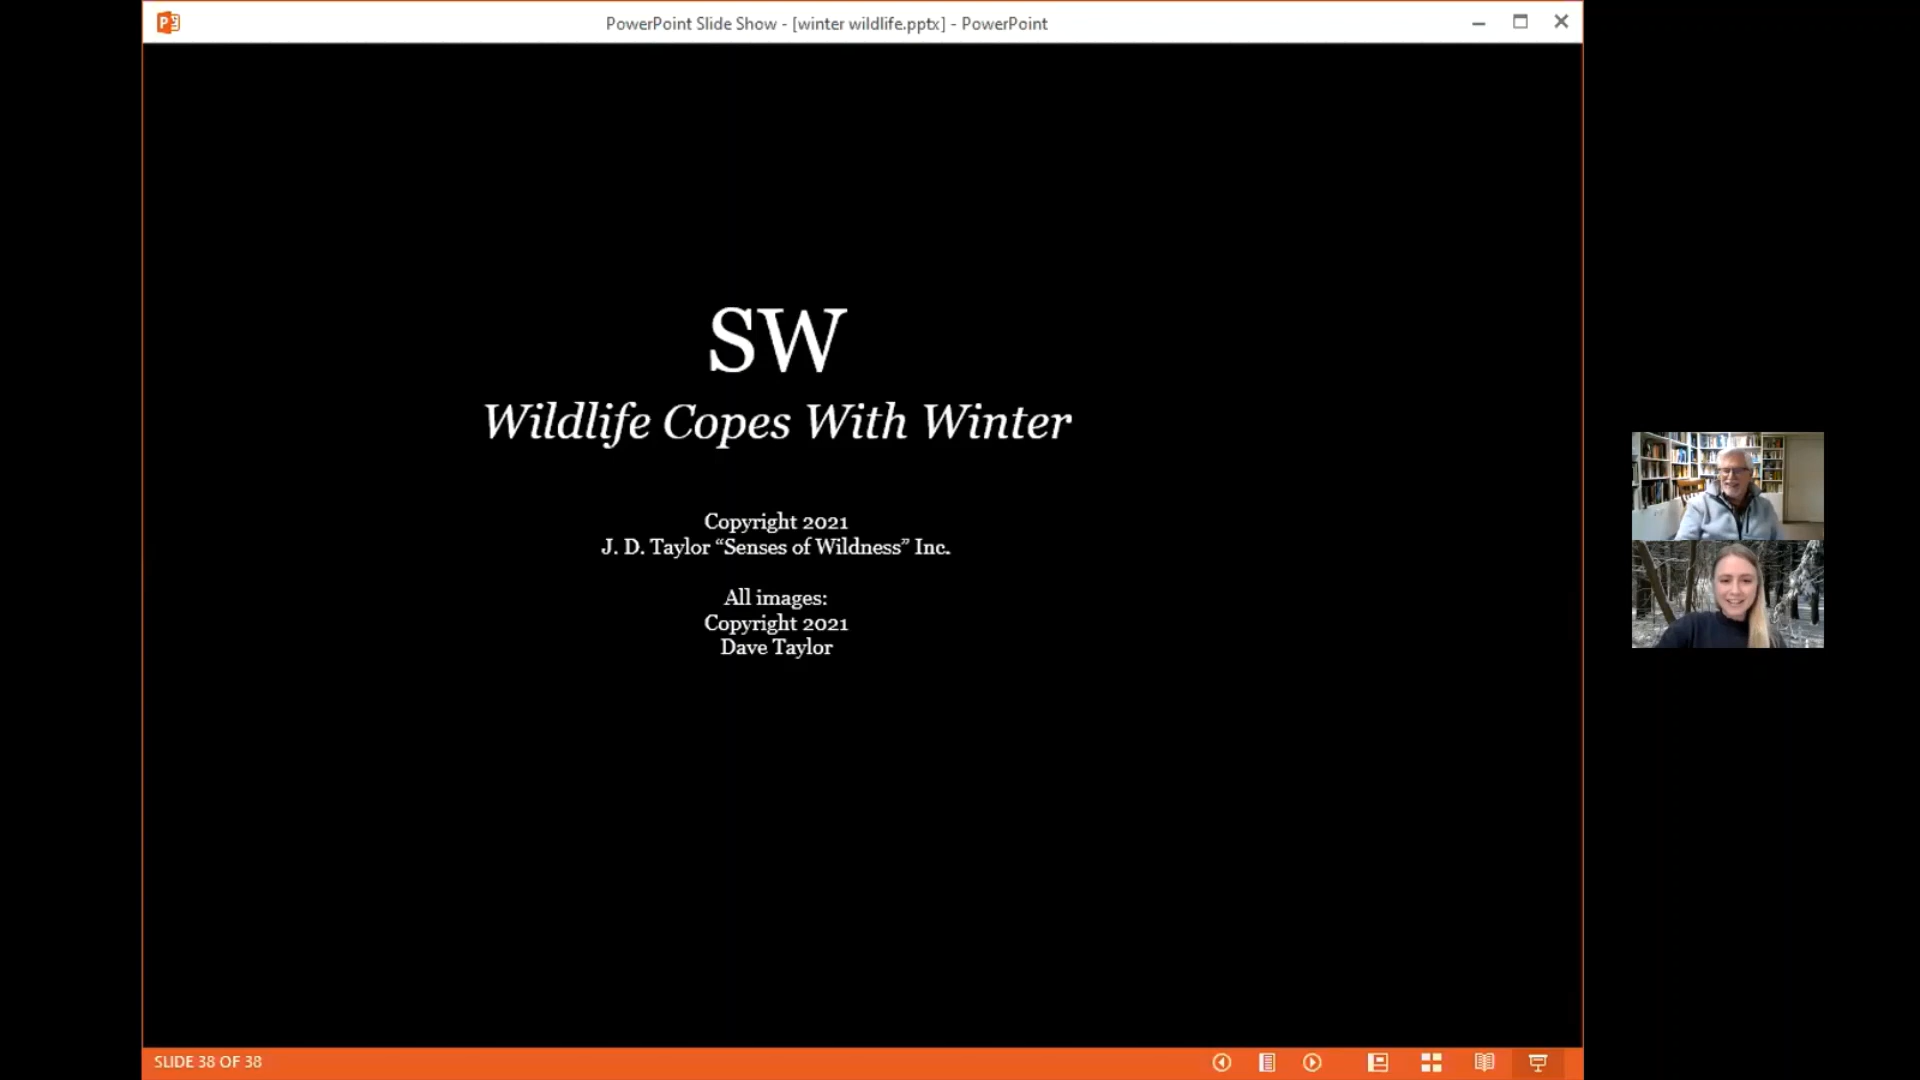 PowerPoint Slide Show - [winter wildlife.pptx] - PowerPoint
SW
Wildlife Copes With Winter
Copyright 2021
J. D. Taylor “Senses of Wildness” Inc.
All images:
Copyright 2021
Dave Taylor
SLIDE 38 OF 38